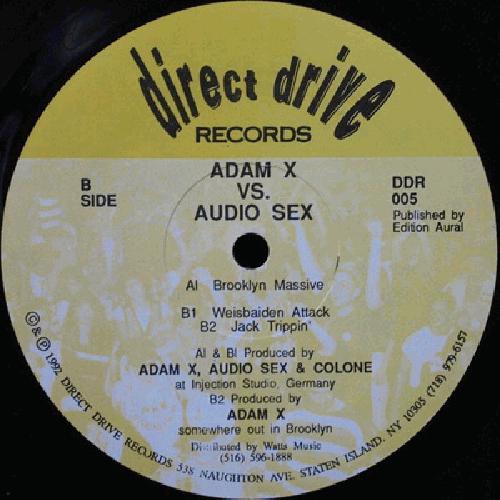 direct drive
RECORDS
ADAM X
VS.
AUDIO SEX
B
SIDE
DDR
005
Published by
Edition Aural
A1 Brooklyn Massive
B1 Weisbaiden Attack
B2 Jack Trippin'
A1 & B1 Produced by
ADAM X, AUDIO SEX & COLONE
at Injection Studio, Germany
B2 Produced by
ADAM X
somewhere out in Brooklyn
Distributed by Watts Music
(516) 596-1888
©&℗ 1992 DIRECT DRIVE RECORDS 338 NAUGHTON AVE. STATEN ISLAND. NY 10305 (718) 979-6157